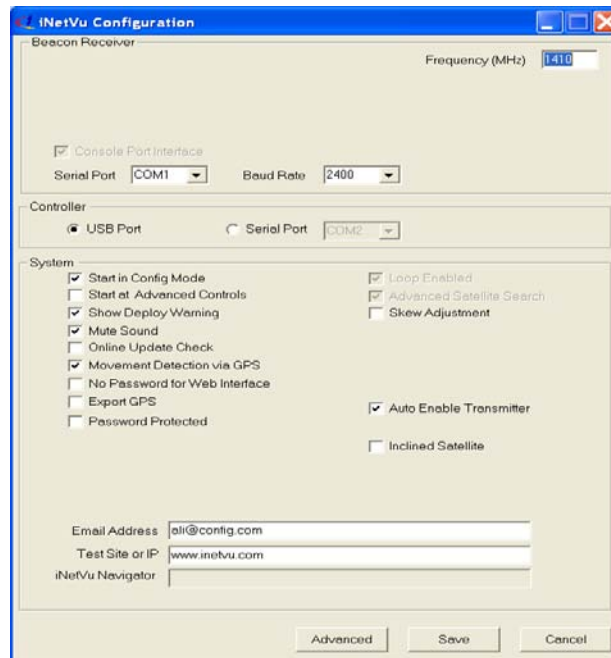 iNetVu Configuration
Beacon Receiver
Frequency (MHz) 1410
Console Port Interface
Serial Port COM1 Baud Rate 2400
Controller
USB Port Serial Port COM2
System
Start in Config Mode Loop Enabled
Start at Advanced Controls Advanced Satellite Search
Show Deploy Warning Skew Adjustment
Mute Sound
Online Update Check
Movement Detection via GPS
No Password for Web Interface
Export GPS Auto Enable Transmitter
Password Protected
Inclined Satellite
Email Address ali@config.com
Test Site or IP www.inetvu.com
iNetVu Navigator
Advanced Save Cancel